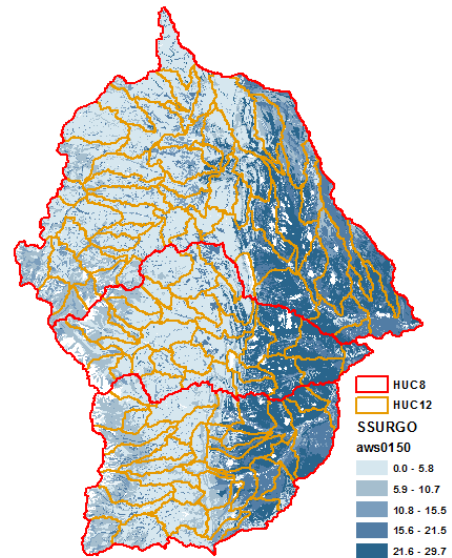 HUC8
HUC12
SSURGO
aws0150
0.0 - 5.8
5.9 - 10.7
10.8 - 15.5
15.6 - 21.5
21.6 - 29.7